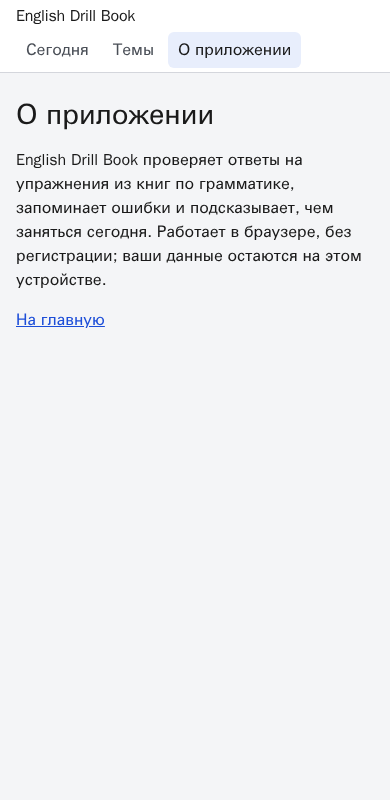 English Drill Book
Сегодня Темы О приложении
О приложении
English Drill Book проверяет ответы на
упражнения из книг по грамматике,
запоминает ошибки и подсказывает, чем
заняться сегодня. Работает в браузере, без
регистрации; ваши данные остаются на этом
устройстве.
На главную